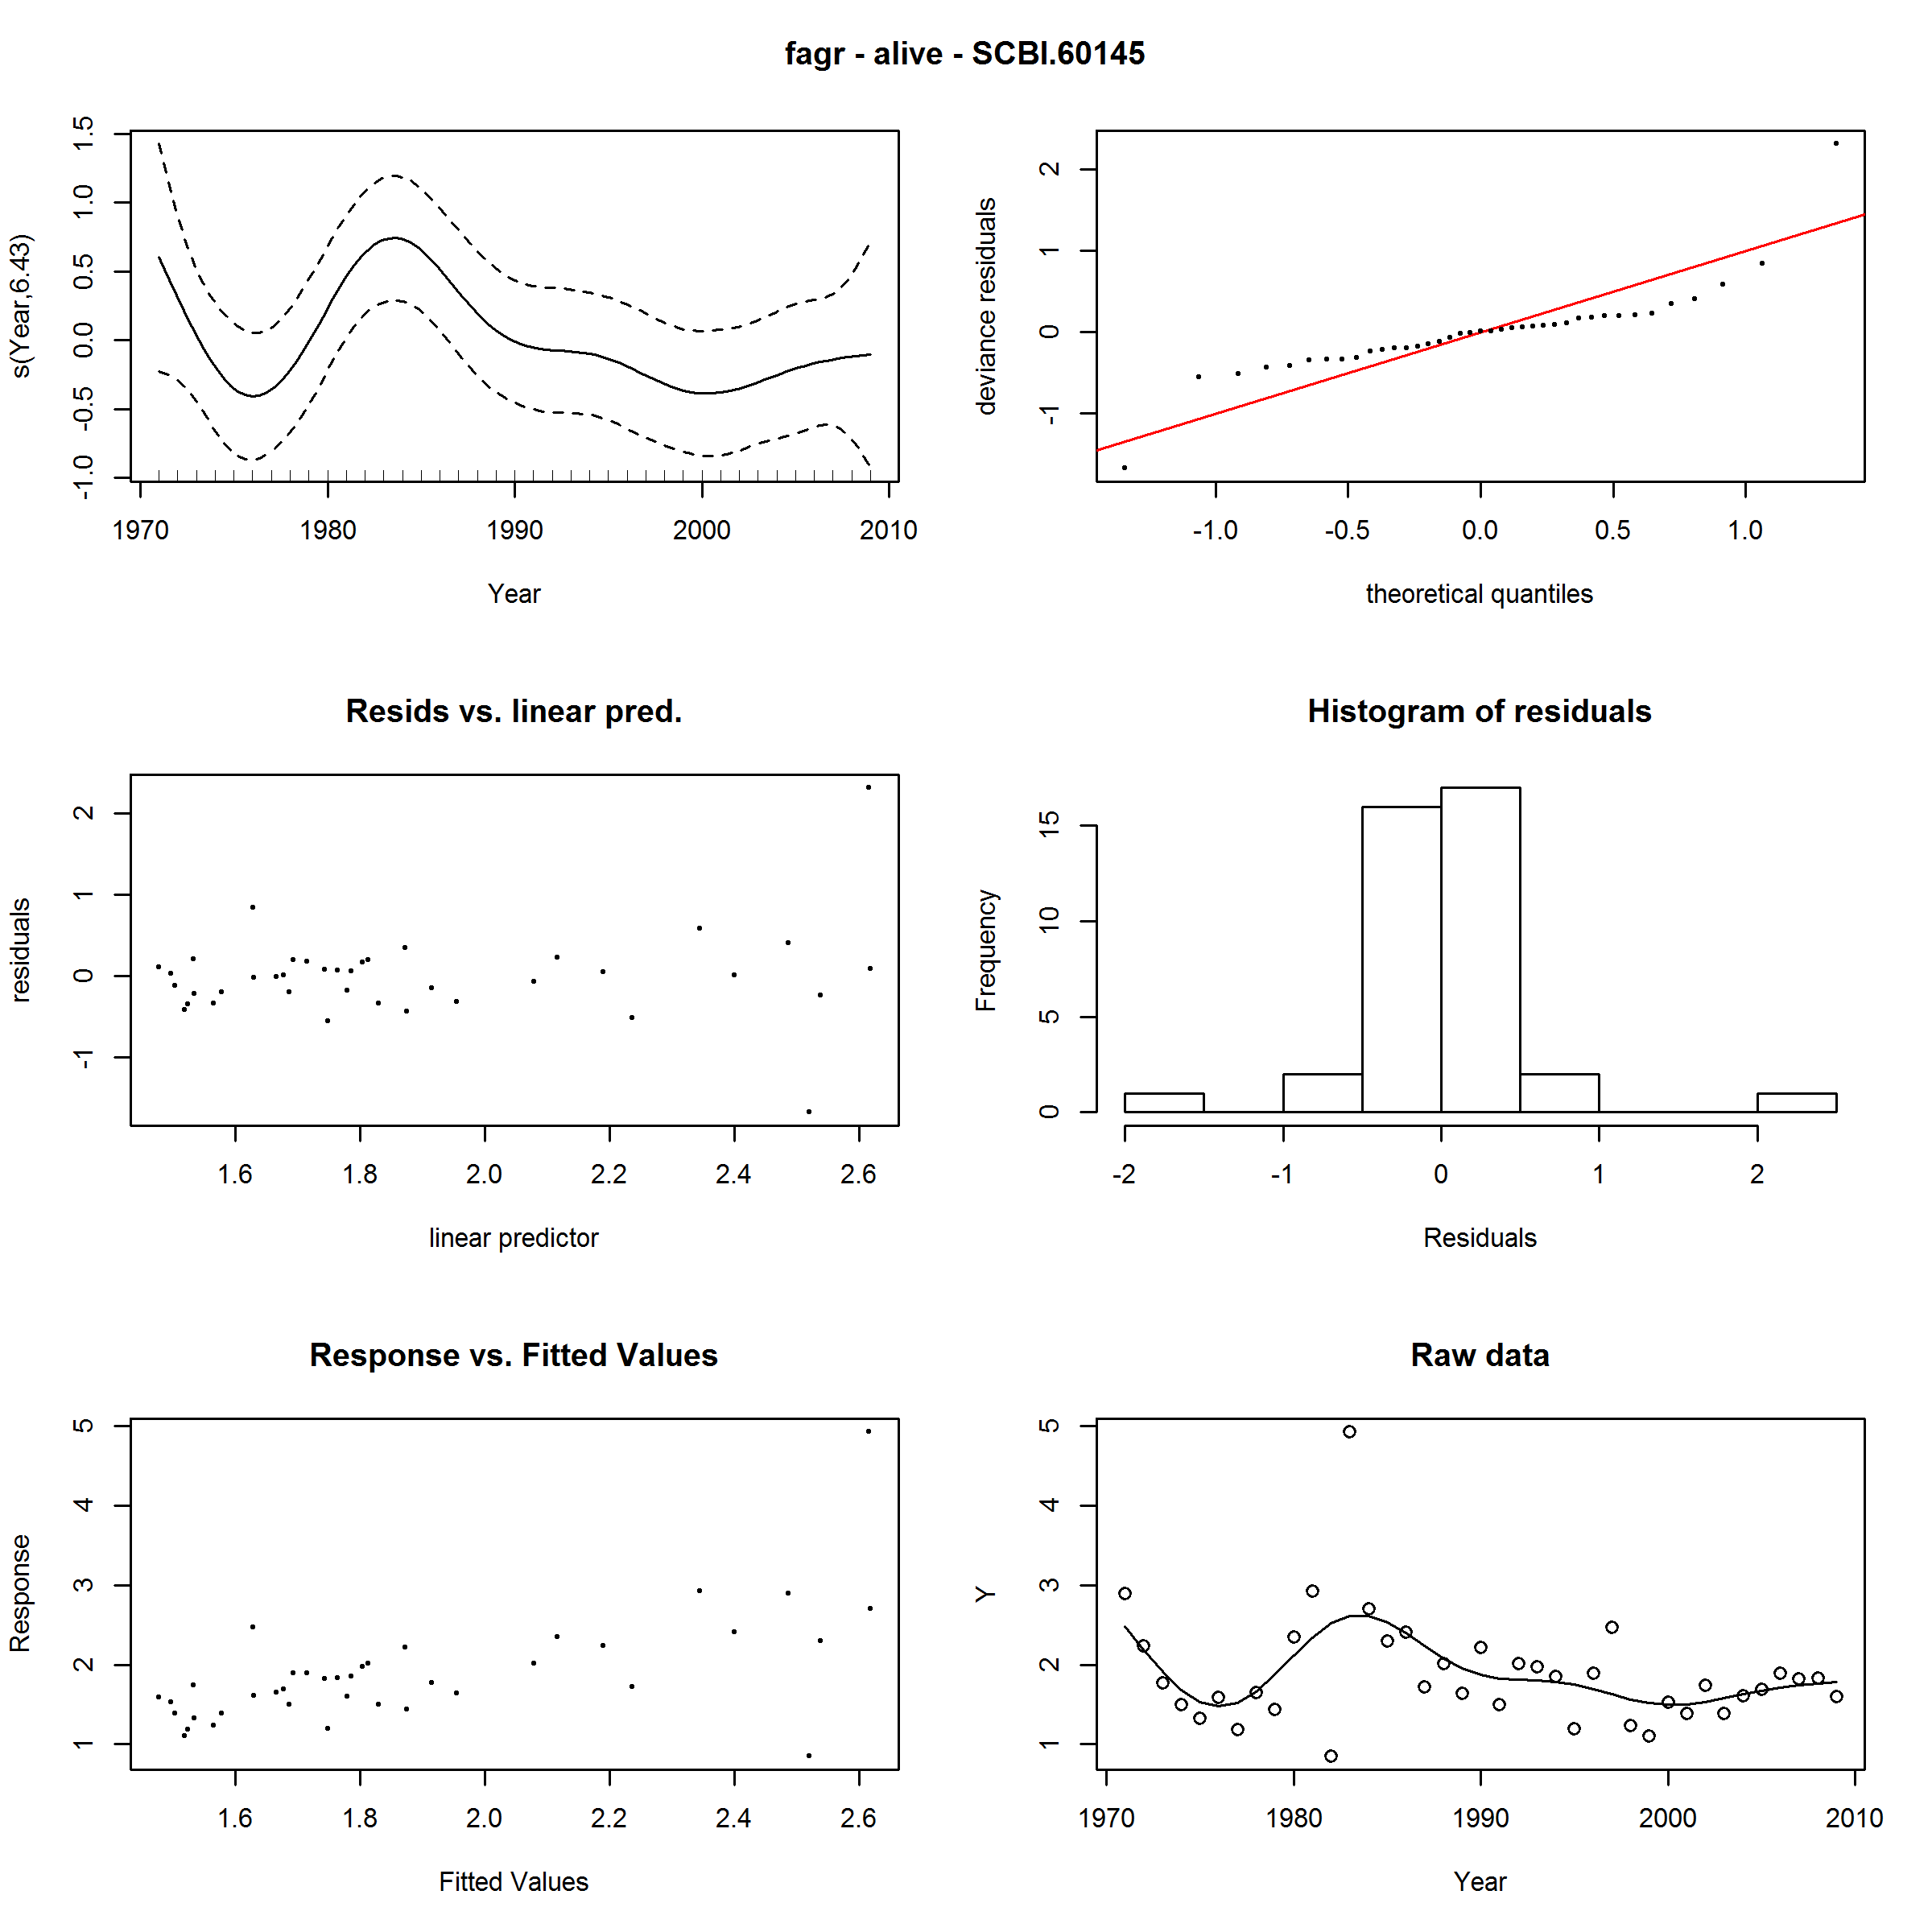 fagr - alive - SCBI.60145
s(Year,6.43)
1.5
1.0
0.5
0.0
-0.5
-1.0
1970 1980 1990 2000 2010
Year
deviance residuals
2
1
0
-1
-1.0 -0.5 0.0 0.5 1.0
theoretical quantiles
Resids vs. linear pred.
residuals
2
1
0
-1
1.6 1.8 2.0 2.2 2.4 2.6
linear predictor
Histogram of residuals
Frequency
15
10
5
0
-2 -1 0 1 2
Residuals
Response vs. Fitted Values
Response
5
4
3
2
1
1.6 1.8 2.0 2.2 2.4 2.6
Fitted Values
Raw data
Y
5
4
3
2
1
1970 1980 1990 2000 2010
Year